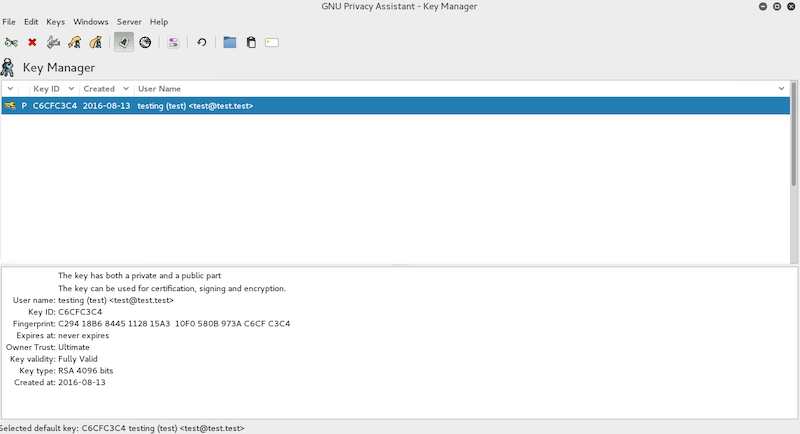 GNU Privacy Assistant - Key Manager
File Edit Keys Windows Server Help
Key Manager
Key ID Created User Name
P C6CFC3C4 2016-08-13 testing (test) <test@test.test>
The key has both a private and a public part
The key can be used for certification, signing and encryption.
User name: testing (test) <test@test.test>
Key ID: C6CFC3C4
Fingerprint: C294 18B6 8445 1128 15A3  10F0 580B 973A C6CF C3C4
Expires at: never expires
Owner Trust: Ultimate
Key validity: Fully Valid
Key type: RSA 4096 bits
Created at: 2016-08-13
Selected default key: C6CFC3C4 testing (test) <test@test.test>